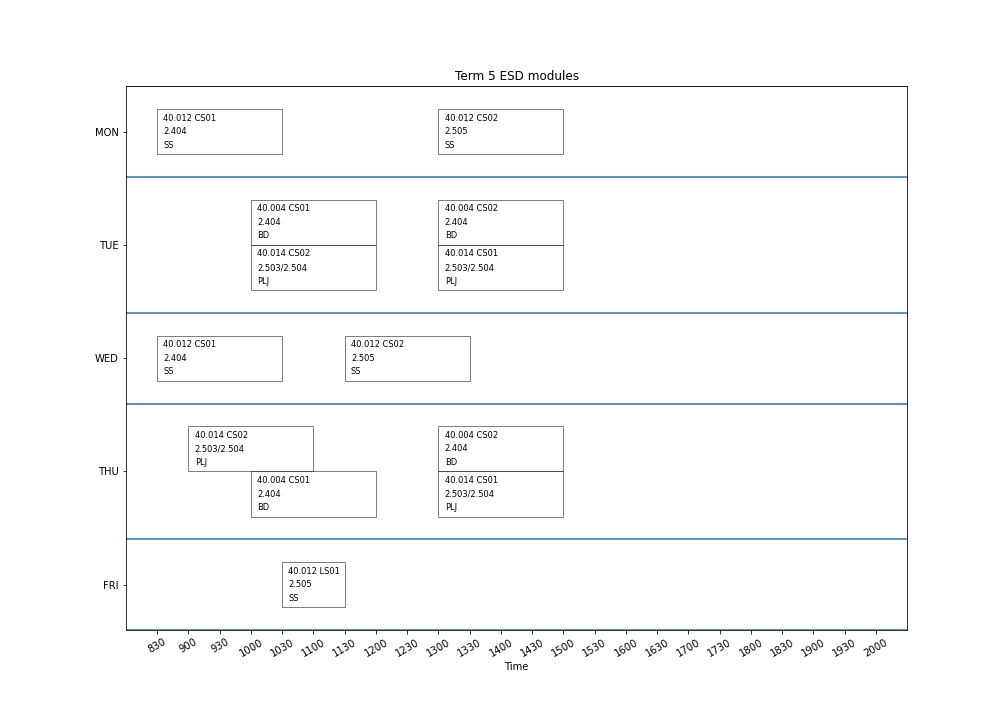 Term 5 ESD modules
MON
40.012 CS01
2.404
SS
40.012 CS02
2.505
SS
TUE
40.004 CS01
2.404
BD
40.014 CS02
2.503/2.504
PLJ
40.004 CS02
2.404
BD
40.014 CS01
2.503/2.504
PLJ
WED
40.012 CS01
2.404
SS
40.012 CS02
2.505
SS
THU
40.014 CS02
2.503/2.504
PLJ
40.004 CS01
2.404
BD
40.004 CS02
2.404
BD
40.014 CS01
2.503/2.504
PLJ
FRI
40.012 LS01
2.505
SS
830 900 930 1000 1030 1100 1130 1200 1230 1300 1330 1400 1430 1500 1530 1600 1630 1700 1730 1800 1830 1900 1930 2000
Time